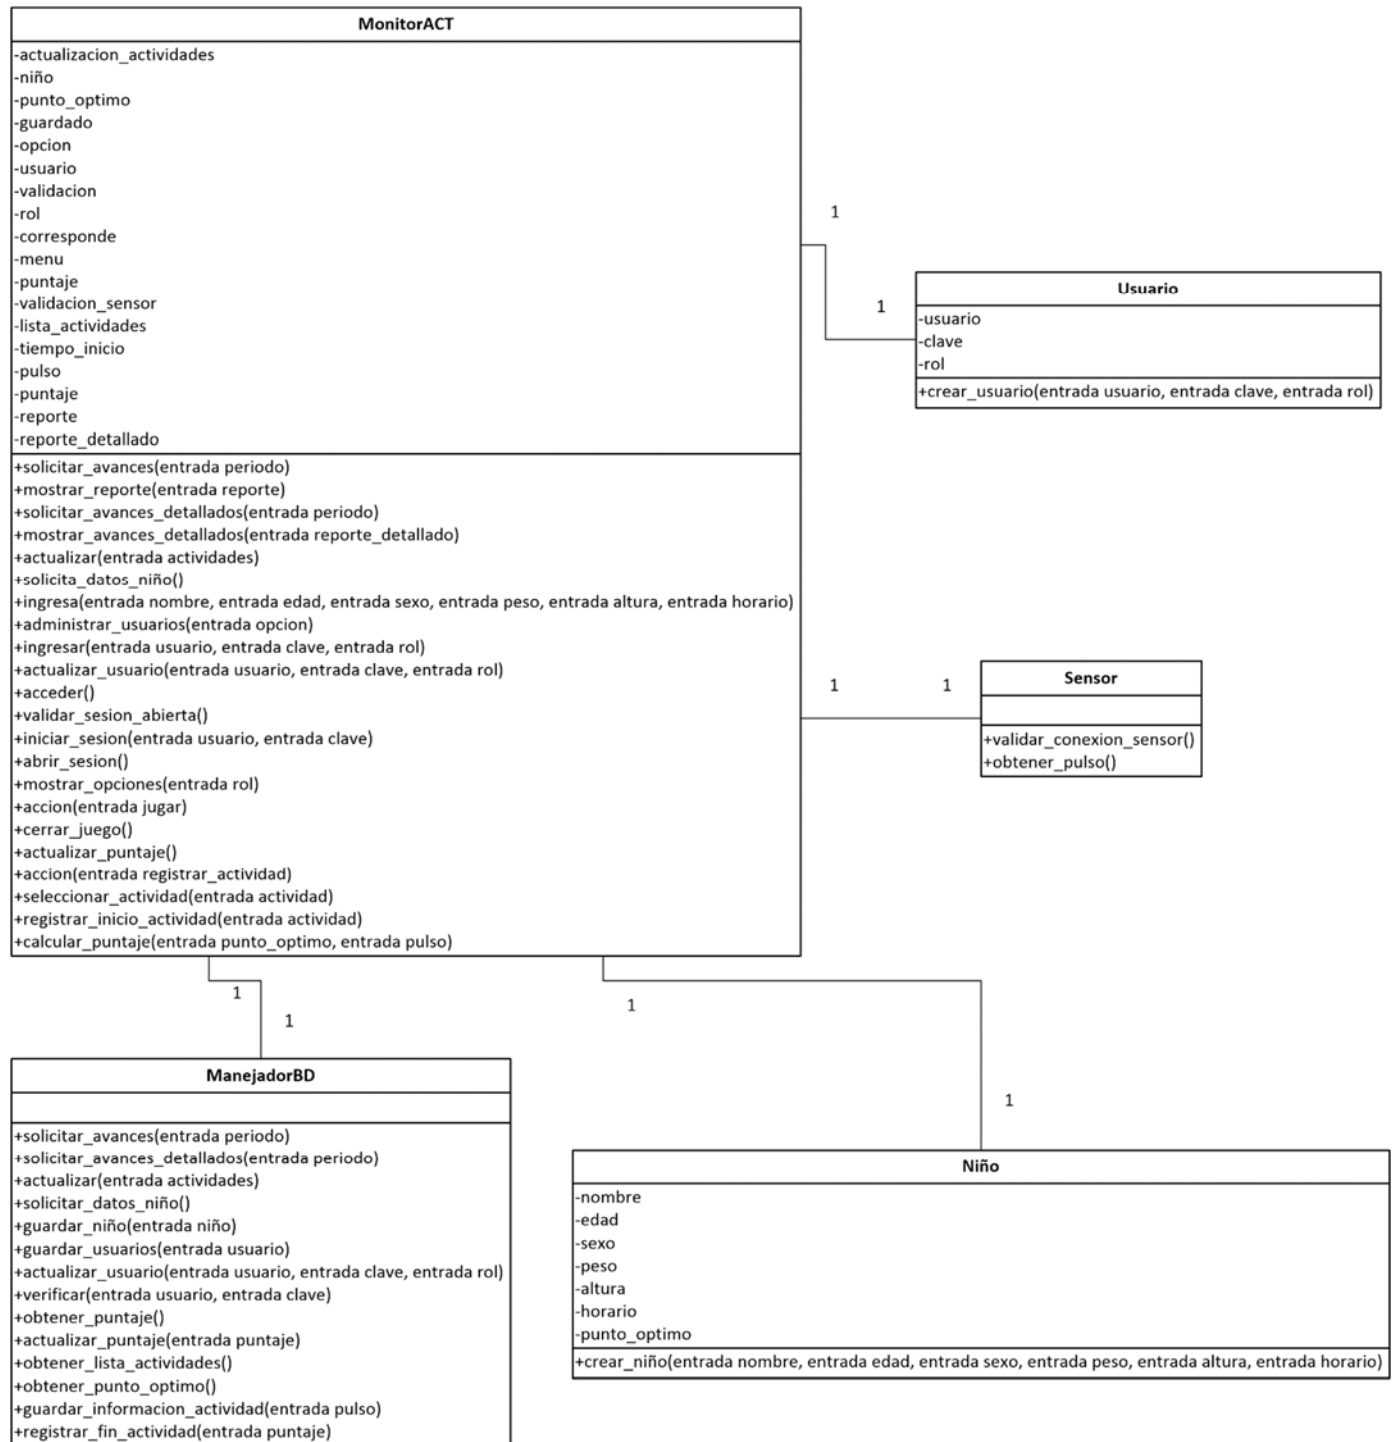 MonitorACT
-actualizacion_actividades
-niño
-punto_optimo
-guardado
-opcion
-usuario
-validacion
-rol
-corresponde
-menu
-puntaje
-validacion_sensor
-lista_actividades
-tiempo_inicio
-pulso
-puntaje
-reporte
-reporte_detallado
+solicitar_avances(entrada periodo)
+mostrar_reporte(entrada reporte)
+solicitar_avances_detallados(entrada periodo)
+mostrar_avances_detallados(entrada reporte_detallado)
+actualizar(entrada actividades)
+solicita_datos_niño()
+ingresa(entrada nombre, entrada edad, entrada sexo, entrada peso, entrada altura, entrada horario)
+administrar_usuarios(entrada opcion)
+ingresar(entrada usuario, entrada clave, entrada rol)
+actualizar_usuario(entrada usuario, entrada clave, entrada rol)
+acceder()
+validar_sesion_abierta()
+iniciar_sesion(entrada usuario, entrada clave)
+abrir_sesion()
+mostrar_opciones(entrada rol)
+accion(entrada jugar)
+cerrar_juego()
+actualizar_puntaje()
+accion(entrada registrar_actividad)
+seleccionar_actividad(entrada actividad)
+registrar_inicio_actividad(entrada actividad)
+calcular_puntaje(entrada punto_optimo, entrada pulso)
1
1
Usuario
-usuario
-clave
-rol
+crear_usuario(entrada usuario, entrada clave, entrada rol)
1
1
Sensor
+validar_conexion_sensor()
+obtener_pulso()
1
1
ManejadorBD
+solicitar_avances(entrada periodo)
+solicitar_avances_detallados(entrada periodo)
+actualizar(entrada actividades)
+solicitar_datos_niño()
+guardar_niño(entrada niño)
+guardar_usuarios(entrada usuario)
+actualizar_usuario(entrada usuario, entrada clave, entrada rol)
+verificar(entrada usuario, entrada clave)
+obtener_puntaje()
+actualizar_puntaje(entrada puntaje)
+obtener_lista_actividades()
+obtener_punto_optimo()
+guardar_informacion_actividad(entrada pulso)
+registrar_fin_actividad(entrada puntaje)
1
1
Niño
-nombre
-edad
-sexo
-peso
-altura
-horario
-punto_optimo
+crear_niño(entrada nombre, entrada edad, entrada sexo, entrada peso, entrada altura, entrada horario)